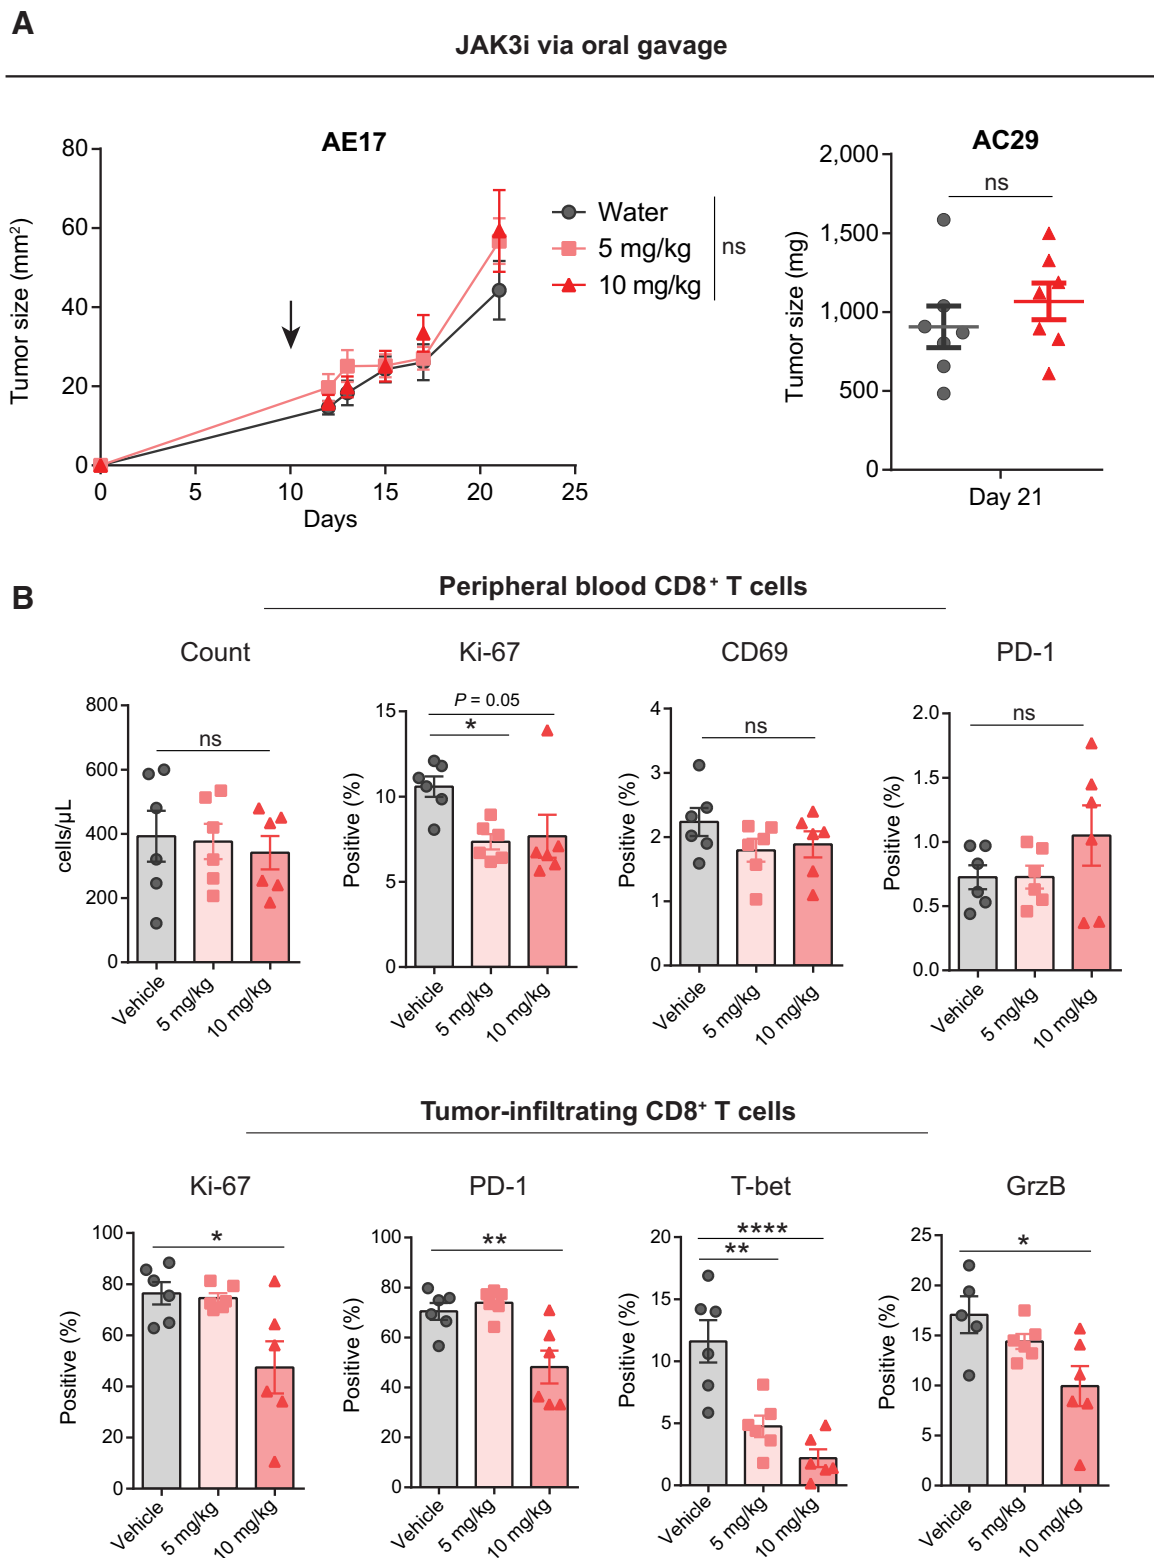 A
JAK3i via oral gavage
AE17
Tumor size (mm²)
80
60
40
20
0
0 5 10 15 20 25
Days
Water
5 mg/kg
10 mg/kg
ns
AC29
ns
Tumor size (mg)
2,000
1,500
1,000
500
0
Day 21
B
Peripheral blood CD8⁺ T cells
Count
ns
cells/µL
800
600
400
200
0
Vehicle
5 mg/kg
10 mg/kg
Ki-67
P = 0.05
*
Positive (%)
15
10
5
0
Vehicle
5 mg/kg
10 mg/kg
CD69
ns
Positive (%)
4
3
2
1
0
Vehicle
5 mg/kg
10 mg/kg
PD-1
ns
Positive (%)
2.0
1.5
1.0
0.5
0.0
Vehicle
5 mg/kg
10 mg/kg
Tumor-infiltrating CD8⁺ T cells
Ki-67
*
Positive (%)
100
80
60
40
20
0
Vehicle
5 mg/kg
10 mg/kg
PD-1
**
Positive (%)
100
80
60
40
20
0
Vehicle
5 mg/kg
10 mg/kg
T-bet
****
**
Positive (%)
20
15
10
5
0
Vehicle
5 mg/kg
10 mg/kg
GrzB
*
Positive (%)
25
20
15
10
5
0
Vehicle
5 mg/kg
10 mg/kg